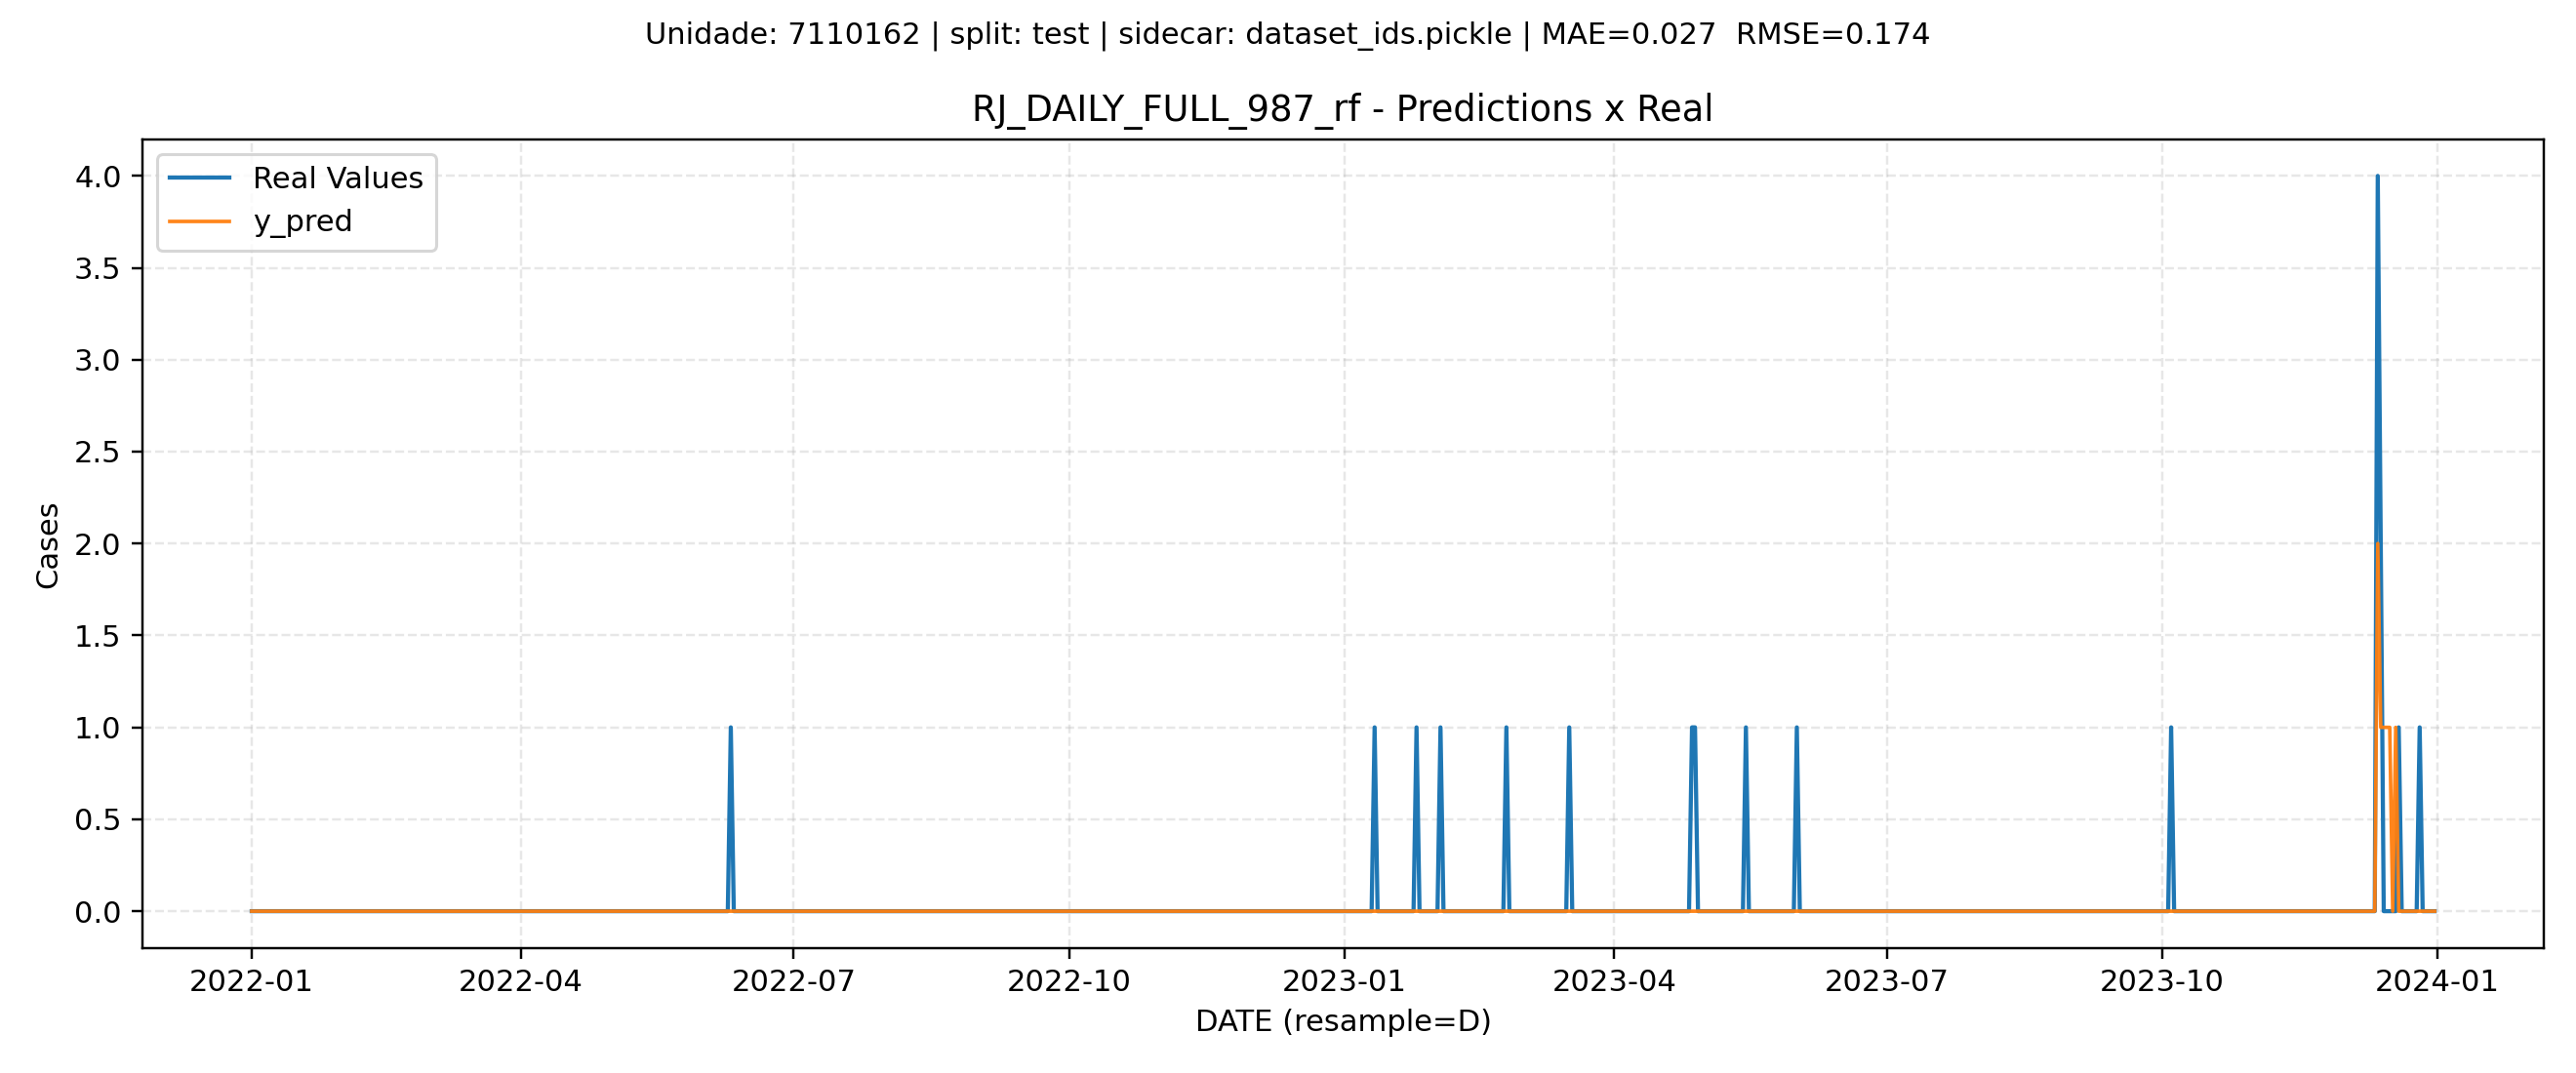 Unidade: 7110162 | split: test | sidecar: dataset_ids.pickle | MAE=0.027  RMSE=0.174
RJ_DAILY_FULL_987_rf - Predictions x Real
Real Values
y_pred
4.0
3.5
3.0
2.5
2.0
1.5
1.0
0.5
0.0
Cases
2022-01 2022-04 2022-07 2022-10 2023-01 2023-04 2023-07 2023-10 2024-01
DATE (resample=D)